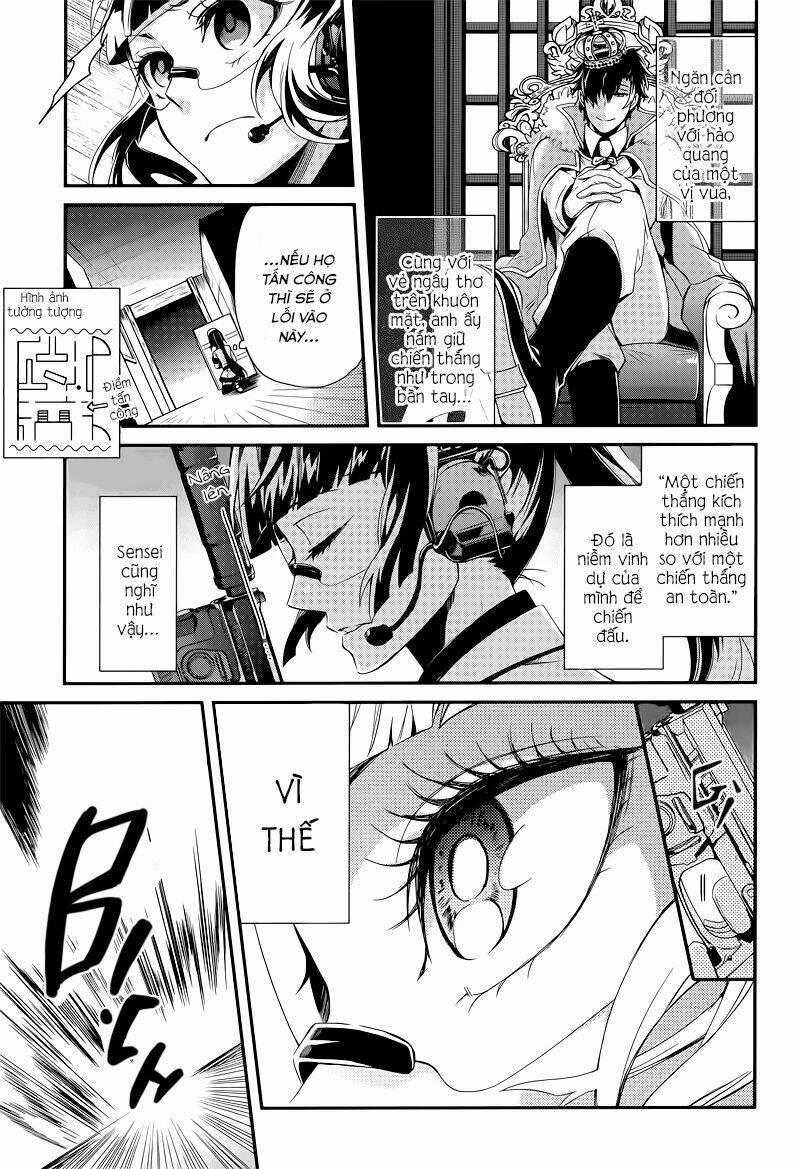 Ngăn cản
đối
phương
với hào
quang
của một
vị vua,
Cùng với
vẻ ngây thơ
trên khuôn
mặt, anh ấy
nắm giữ
chiến thắng
như trong
bàn tay...
...NẾU HỌ
TẤN CÔNG
THÌ SẼ Ở
LỐI VÀO
NÀY...
Hình ảnh
tưởng tượng
Điểm
tấn
công
"Một chiến
thắng kích
thích mạnh
hơn nhiều
so với một
chiến thắng
an toàn."
Đó là
niềm vinh
dự của
mình để
chiến
đấu.
Nâng
lên
Sensei
cũng
nghĩ
như
vậy...
VÌ
THẾ
BỊCH